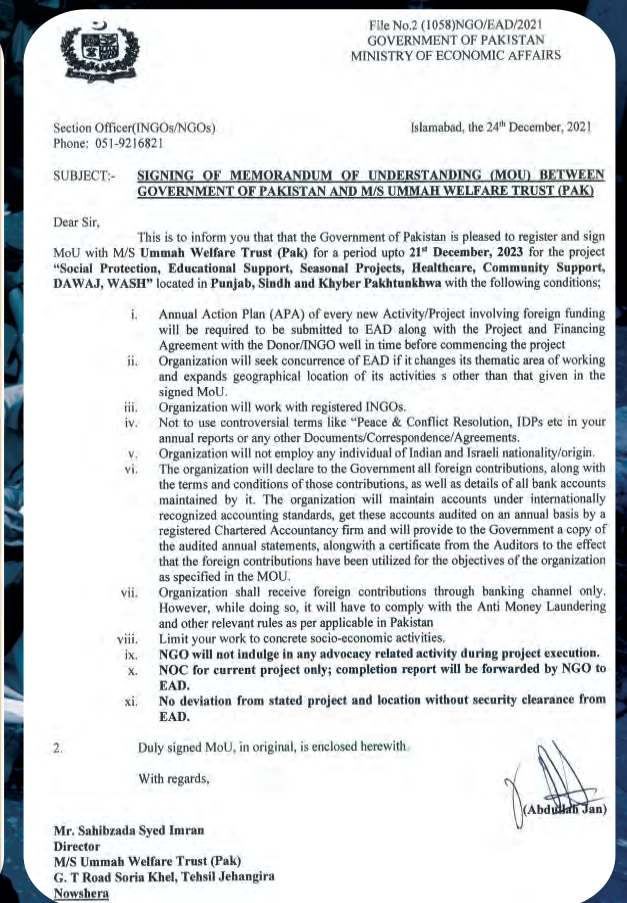 File No.2 (1058)NGO/EAD/2021
GOVERNMENT OF PAKISTAN
MINISTRY OF ECONOMIC AFFAIRS
Section Officer(INGOs/NGOs)
Islamabad, the 24th December, 2021
Phone: 051-9216821
SUBJECT:- SIGNING OF MEMORANDUM OF UNDERSTANDING (MOU) BETWEEN
GOVERNMENT OF PAKISTAN AND M/S UMMAH WELFARE TRUST (PAK)
Dear Sir,
This is to inform you that that the Government of Pakistan is pleased to register and sign
MoU with M/S Ummah Welfare Trust (Pak) for a period upto 21st December, 2023 for the project
"Social Protection, Educational Support, Seasonal Projects, Healthcare, Community Support,
DAWAJ, WASH" located in Punjab, Sindh and Khyber Pakhtunkhwa with the following conditions;
i. Annual Action Plan (APA) of every new Activity/Project involving foreign funding
will be required to be submitted to EAD along with the Project and Financing
Agreement with the Donor/INGO well in time before commencing the project
ii. Organization will seek concurrence of EAD if it changes its thematic area of working
and expands geographical location of its activities s other than that given in the
signed MoU.
iii. Organization will work with registered INGOs.
iv. Not to use controversial terms like "Peace & Conflict Resolution, IDPs etc in your
annual reports or any other Documents/Correspondence/Agreements.
v. Organization will not employ any individual of Indian and Israeli nationality/origin.
vi. The organization will declare to the Government all foreign contributions, along with
the terms and conditions of those contributions, as well as details of all bank accounts
maintained by it. The organization will maintain accounts under internationally
recognized accounting standards, get these accounts audited on an annual basis by a
registered Chartered Accountancy firm and will provide to the Government a copy of
the audited annual statements, alongwith a certificate from the Auditors to the effect
that the foreign contributions have been utilized for the objectives of the organization
as specified in the MOU.
vii. Organization shall receive foreign contributions through banking channel only.
However, while doing so, it will have to comply with the Anti Money Laundering
and other relevant rules as per applicable in Pakistan
viii. Limit your work to concrete socio-economic activities.
ix. NGO will not indulge in any advocacy related activity during project execution.
x. NOC for current project only; completion report will be forwarded by NGO to
EAD.
xi. No deviation from stated project and location without security clearance from
EAD.
2. Duly signed MoU, in original, is enclosed herewith.
With regards,
(Abdullah Jan)
Mr. Sahibzada Syed Imran
Director
M/S Ummah Welfare Trust (Pak)
G. T Road Soria Khel, Tehsil Jehangira
Nowshera